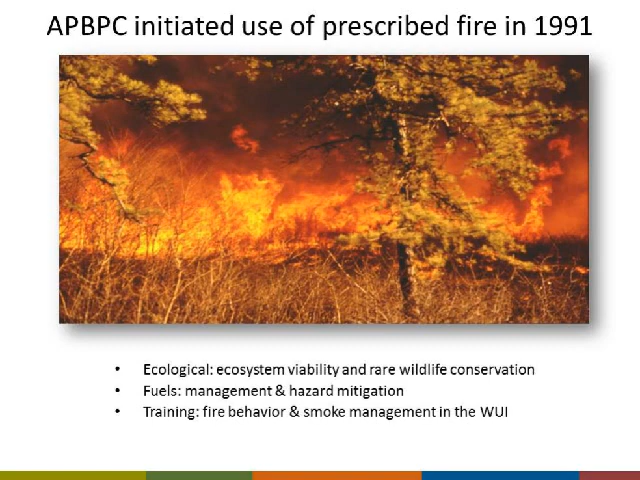 APBPC initiated use of prescribed fire in 1991
• Ecological: ecosystem viability and rare wildlife conservation
• Fuels: management & hazard mitigation
• Training: fire behavior & smoke management in the WUI